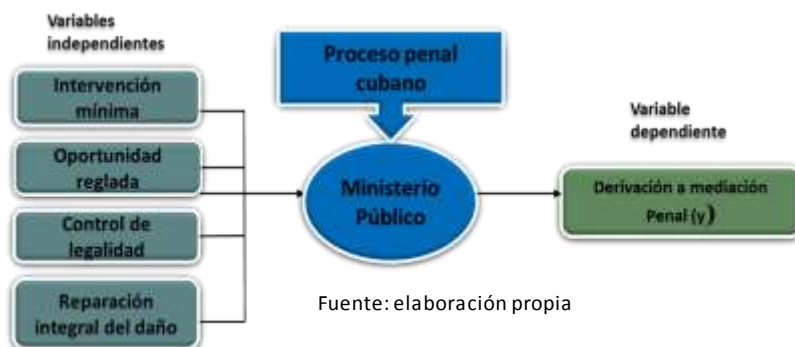 Variables
independientes
Intervención
mínima
Oportunidad
reglada
Control de
legalidad
Reparación
integral del daño
Proceso penal
cubano
Ministerio
Público
Variable
dependiente
Derivación a mediación
Penal (y)
Fuente: elaboración propia